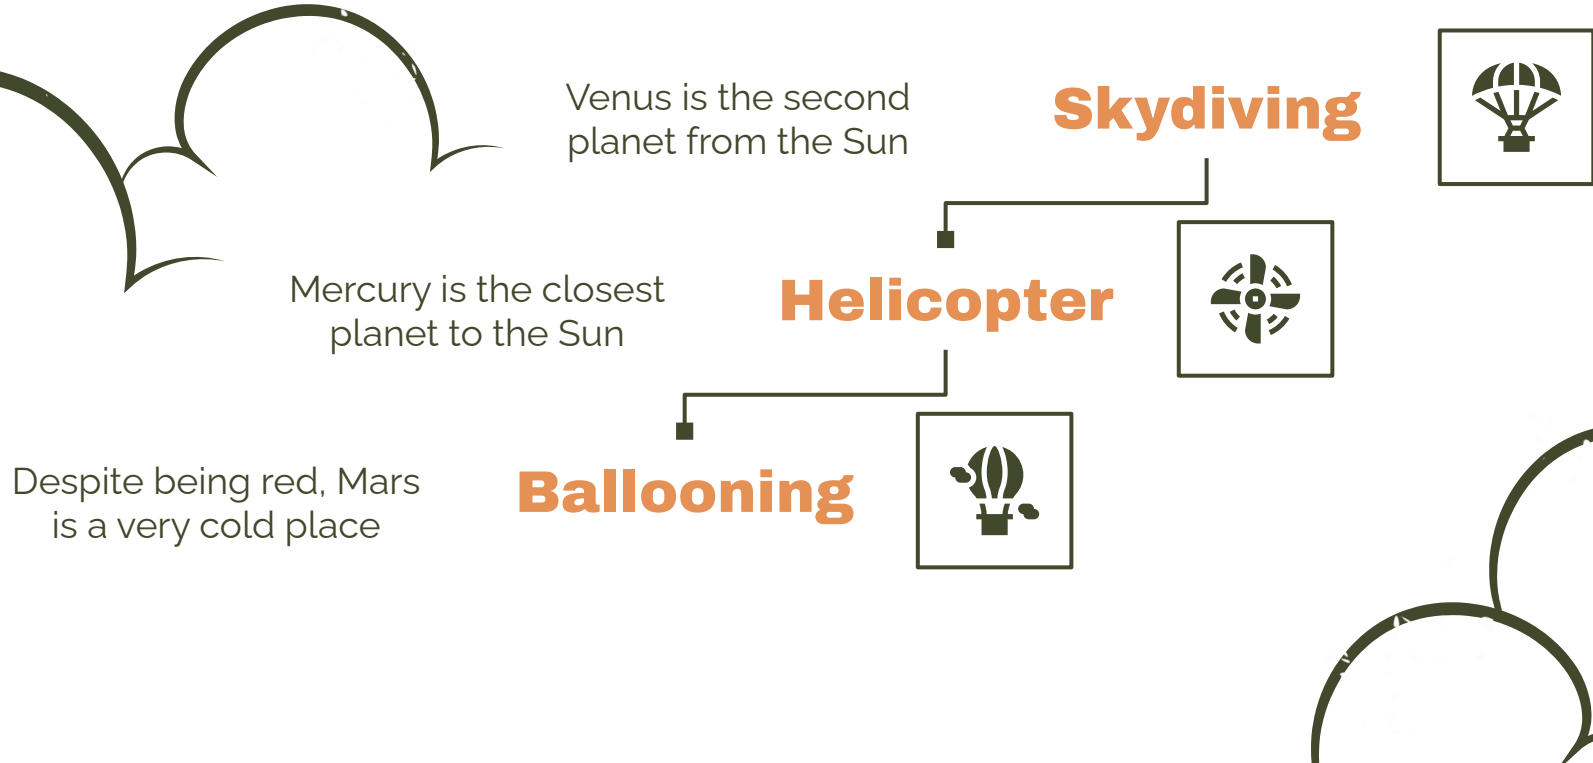 Venus is the second
planet from the Sun
Skydiving
Mercury is the closest
planet to the Sun
Helicopter
Despite being red, Mars
is a very cold place
Ballooning